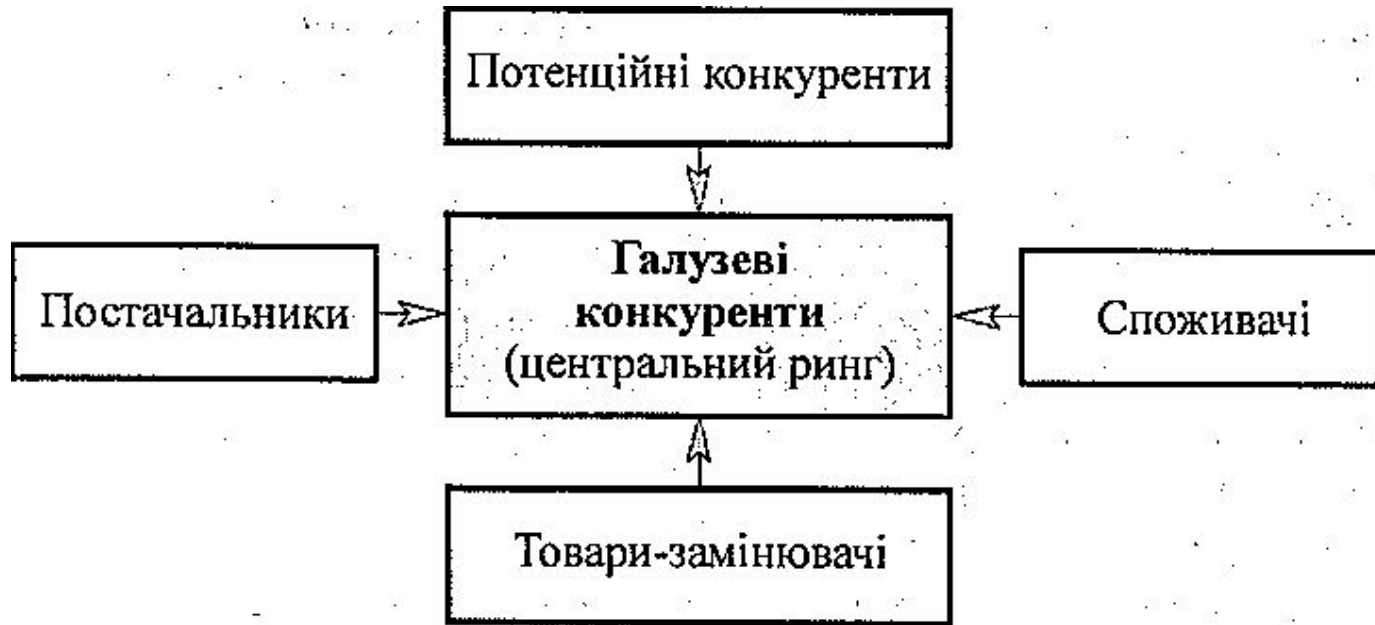 Потенційні конкуренти
Галузеві
конкуренти
(центральний ринг)
Постачальники
Споживачі
Товари-замінювачі